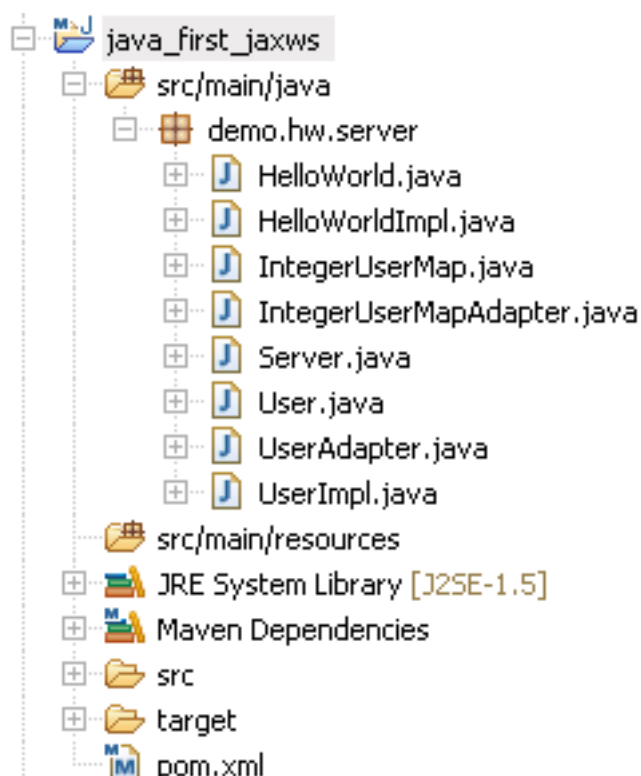 java_first_jaxws
src/main/java
demo.hw.server
HelloWorld.java
HelloWorldImpl.java
IntegerUserMap.java
IntegerUserMapAdapter.java
Server.java
User.java
UserAdapter.java
UserImpl.java
src/main/resources
JRE System Library [J2SE-1.5]
Maven Dependencies
src
target
pom.xml